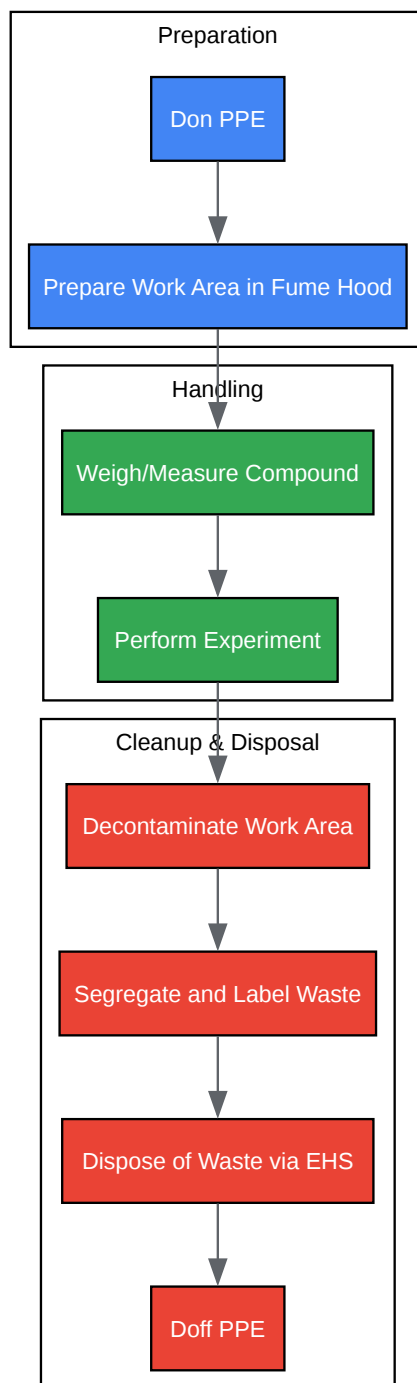 Preparation
Don PPE
Prepare Work Area in Fume Hood
Handling
Weigh/Measure Compound
Perform Experiment
Cleanup & Disposal
Decontaminate Work Area
Segregate and Label Waste
Dispose of Waste via EHS
Doff PPE